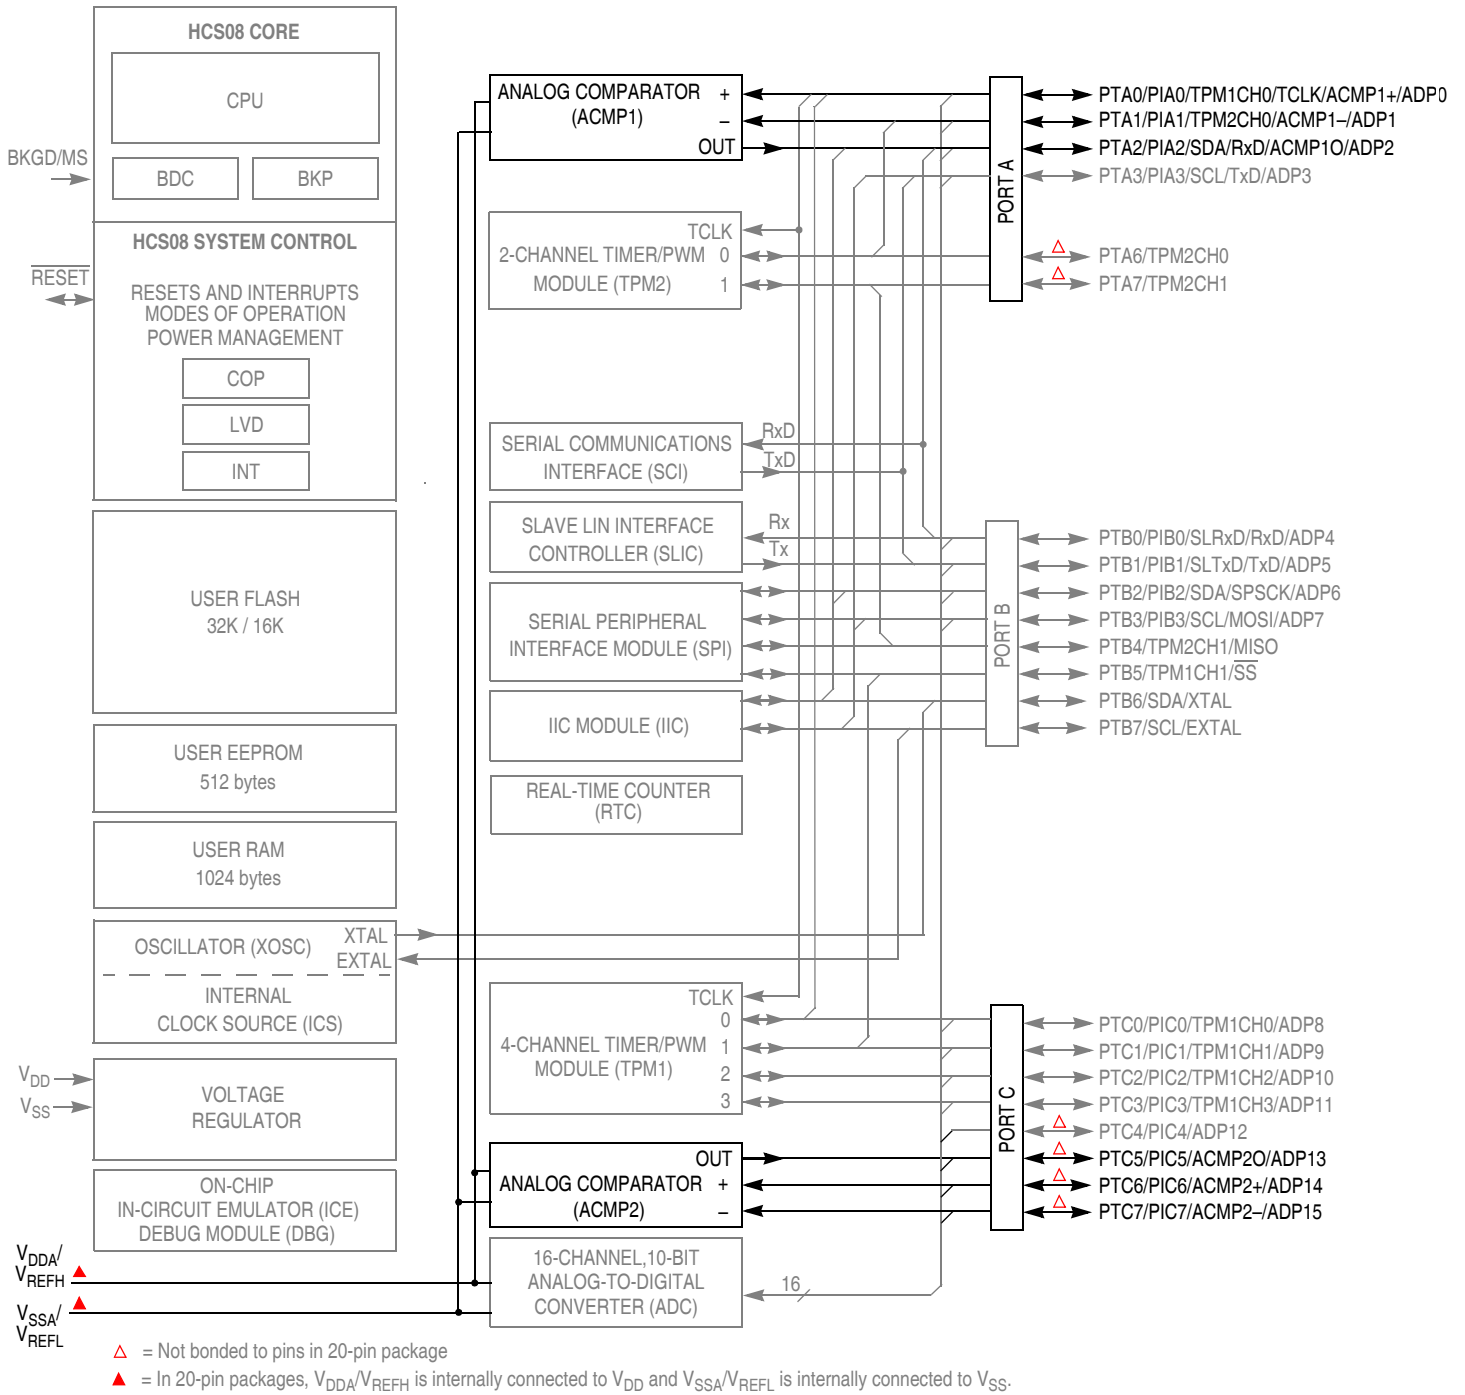 HCS08 CORE
CPU
BDC
BKP
BKGD/MS
HCS08 SYSTEM CONTROL
RESET
RESETS AND INTERRUPTS
MODES OF OPERATION
POWER MANAGEMENT
COP
LVD
INT
USER FLASH
32K / 16K
USER EEPROM
512 bytes
USER RAM
1024 bytes
OSCILLATOR (XOSC)
XTAL
EXTAL
INTERNAL
CLOCK SOURCE (ICS)
VDD
VSS
VOLTAGE
REGULATOR
ON-CHIP
IN-CIRCUIT EMULATOR (ICE)
DEBUG MODULE (DBG)
VDDA/
VREFH
VSSA/
VREFL
ANALOG COMPARATOR
(ACMP1)
+
–
OUT
2-CHANNEL TIMER/PWM
MODULE (TPM2)
TCLK
0
1
SERIAL COMMUNICATIONS
INTERFACE (SCI)
RxD
TxD
SLAVE LIN INTERFACE
CONTROLLER (SLIC)
Rx
Tx
SERIAL PERIPHERAL
INTERFACE MODULE (SPI)
IIC MODULE (IIC)
REAL-TIME COUNTER
(RTC)
TCLK
0
4-CHANNEL TIMER/PWM
MODULE (TPM1)
1
2
3
OUT
ANALOG COMPARATOR
(ACMP2)
+
–
16-CHANNEL,10-BIT
ANALOG-TO-DIGITAL
CONVERTER (ADC)
16
PORT A
PTA0/PIA0/TPM1CH0/TCLK/ACMP1+/ADP0
PTA1/PIA1/TPM2CH0/ACMP1–/ADP1
PTA2/PIA2/SDA/RxD/ACMP1O/ADP2
PTA3/PIA3/SCL/TxD/ADP3
PTA6/TPM2CH0
PTA7/TPM2CH1
PORT B
PTB0/PIB0/SLRxD/RxD/ADP4
PTB1/PIB1/SLTxD/TxD/ADP5
PTB2/PIB2/SDA/SPSCK/ADP6
PTB3/PIB3/SCL/MOSI/ADP7
PTB4/TPM2CH1/MISO
PTB5/TPM1CH1/SS
PTB6/SDA/XTAL
PTB7/SCL/EXTAL
PORT C
PTC0/PIC0/TPM1CH0/ADP8
PTC1/PIC1/TPM1CH1/ADP9
PTC2/PIC2/TPM1CH2/ADP10
PTC3/PIC3/TPM1CH3/ADP11
PTC4/PIC4/ADP12
PTC5/PIC5/ACMP2O/ADP13
PTC6/PIC6/ACMP2+/ADP14
PTC7/PIC7/ACMP2–/ADP15
△ = Not bonded to pins in 20-pin package
▲ = In 20-pin packages, VDDA/VREFH is internally connected to VDD and VSSA/VREFL is internally connected to VSS.